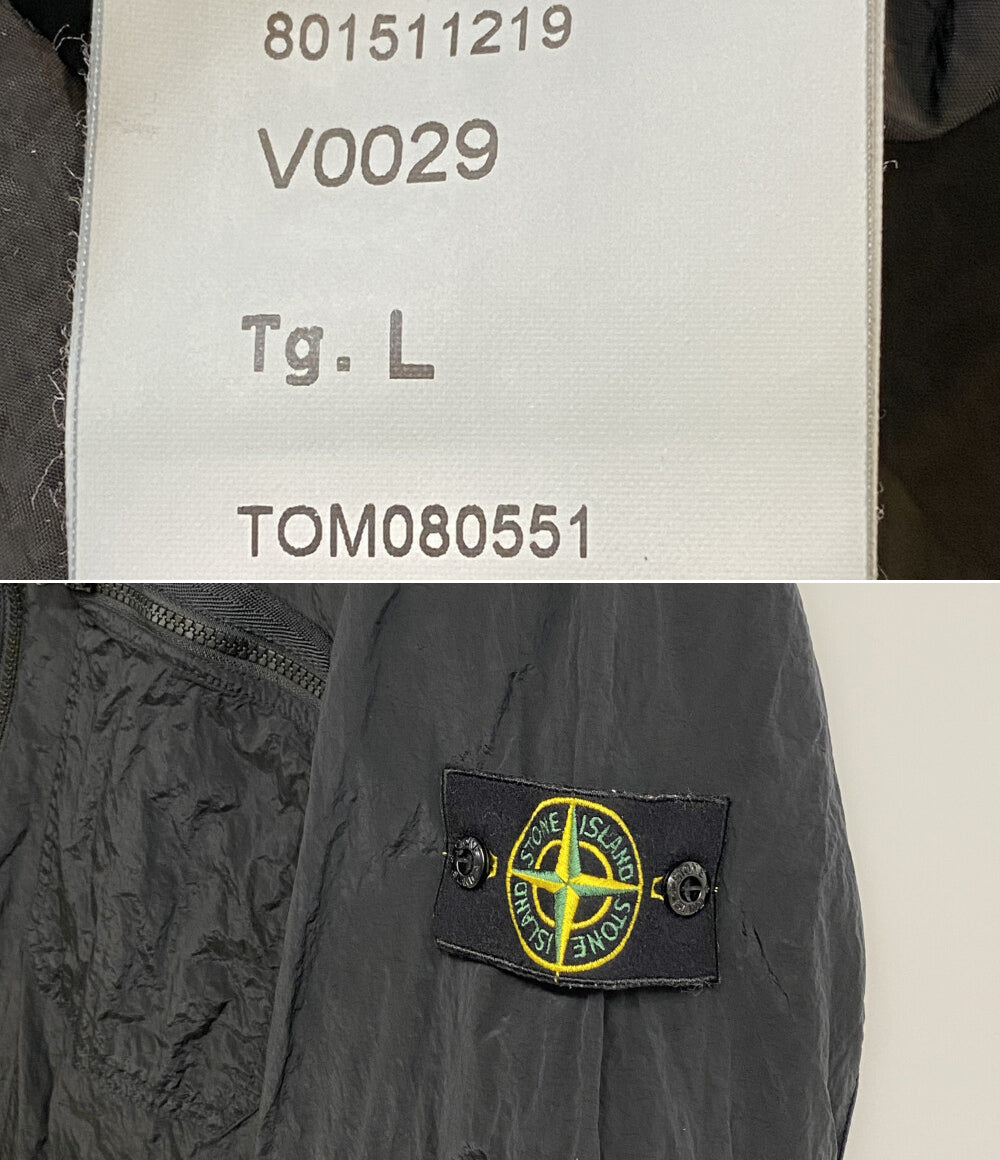 801511219
V0029
Tg. L
TOM080551
STONE ISLAND
STONE ISLAND